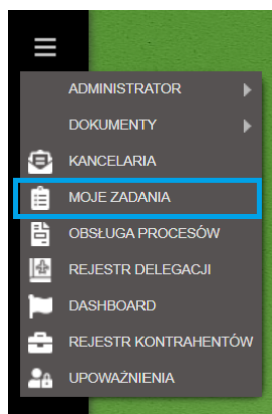 ADMINISTRATOR
DOKUMENTY
KANCELARIA
MOJE ZADANIA
OBSŁUGA PROCESÓW
REJESTR DELEGACJI
DASHBOARD
REJESTR KONTRAHENTÓW
UPOWAŻNIENIA